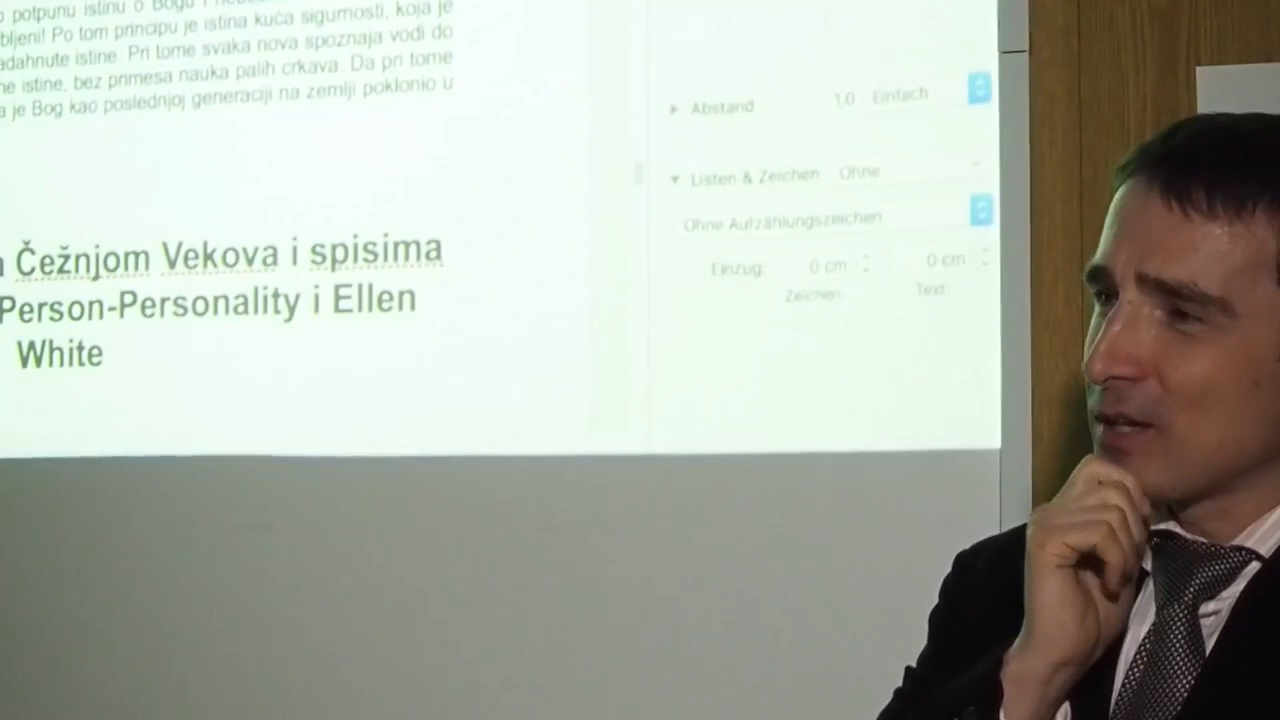 potpunu istinu o Bogu i
bljeni! Po tom principu je istina kuća sigurnosti, koja je
adahnute istine. Pri tome svaka nova spoznaja vodi do
ne istine, bez primesa nauka palih crkava. Da pri tome
a je Bog kao poslednjoj generaciji na zemlji poklonio u
Čežnjom Vekova i spisima
Person-Personality i Ellen
White
Abstand 1,0 - Einfach
Listen & Zeichen Ohne
Ohne Aufzählungszeichen
Einzug: 0 cm 0 cm
Zeichen Text